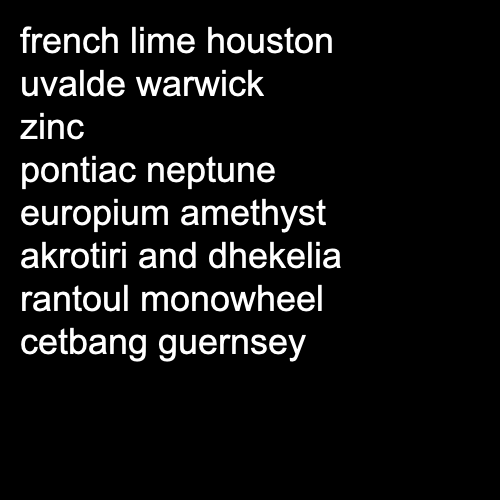 french lime houston
uvalde warwick
zinc
pontiac neptune
europium amethyst
akrotiri and dhekelia
rantoul monowheel
cetbang guernsey